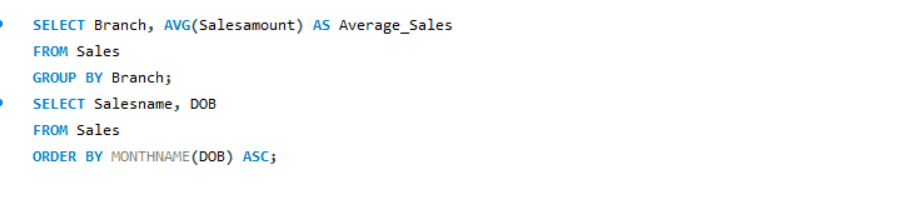 SELECT Branch, AVG(Salesamount) AS Average_Sales
FROM Sales
GROUP BY Branch;
SELECT Salesname, DOB
FROM Sales
ORDER BY MONTHNAME(DOB) ASC;